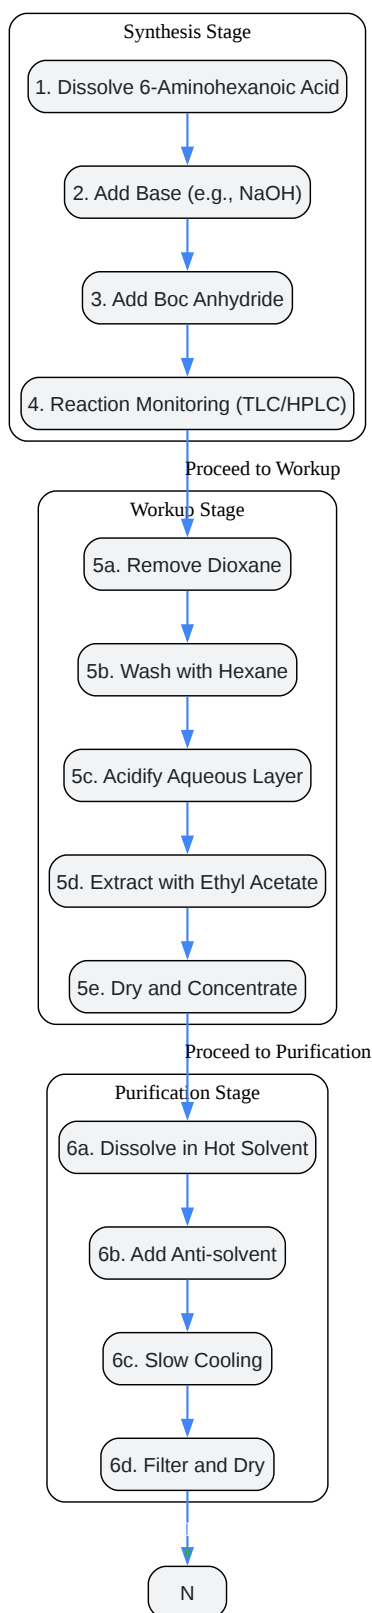 Synthesis Stage
1. Dissolve 6-Aminohexanoic Acid
2. Add Base (e.g., NaOH)
3. Add Boc Anhydride
4. Reaction Monitoring (TLC/HPLC)
Proceed to Workup
Workup Stage
5a. Remove Dioxane
5b. Wash with Hexane
5c. Acidify Aqueous Layer
5d. Extract with Ethyl Acetate
5e. Dry and Concentrate
Proceed to Purification
Purification Stage
6a. Dissolve in Hot Solvent
6b. Add Anti-solvent
6c. Slow Cooling
6d. Filter and Dry
N